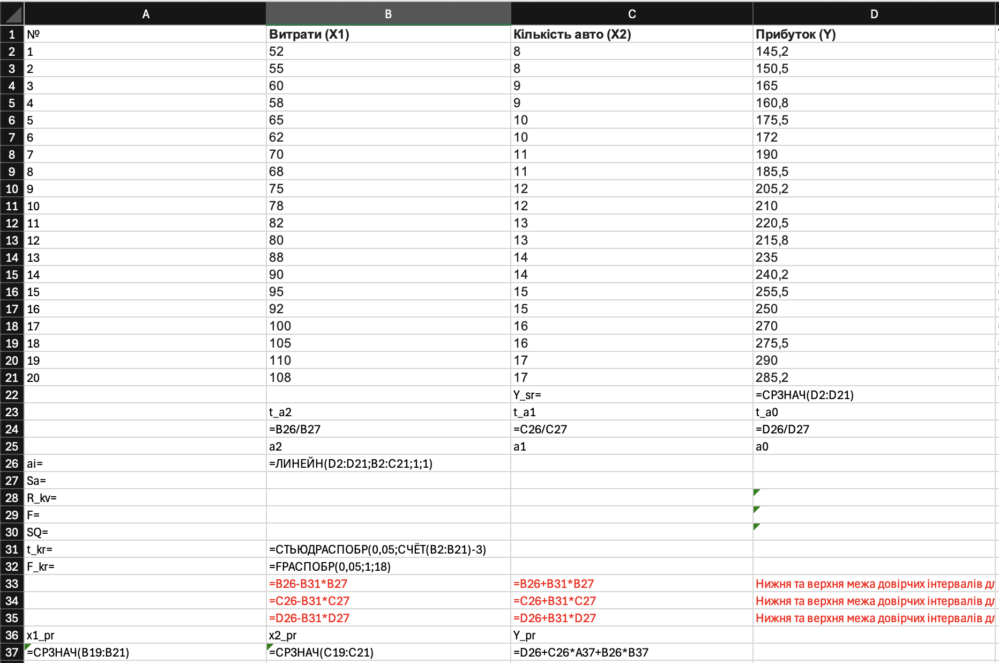 A B C D
1 № Витрати (X1) Кількість авто (X2) Прибуток (Y)
2 1 52 8 145,2
3 2 55 8 150,5
4 3 60 9 165
5 4 58 9 160,8
6 5 65 10 175,5
7 6 62 10 172
8 7 70 11 190
9 8 68 11 185,5
10 9 75 12 205,2
11 10 78 12 210
12 11 82 13 220,5
13 12 80 13 215,8
14 13 88 14 235
15 14 90 14 240,2
16 15 95 15 255,5
17 16 92 15 250
18 17 100 16 270
19 18 105 16 275,5
20 19 110 17 290
21 20 108 17 285,2
22 Y_sr= =СРЗНАЧ(D2:D21)
23 t_a2 t_a1 t_a0
24 =B26/B27 =C26/C27 =D26/D27
25 a2 a1 a0
26 ai= =ЛИНЕЙН(D2:D21;B2:C21;1;1)
27 Sa=
28 R_kv=
29 F=
30 SQ=
31 t_kr= =СТЬЮДРАСПОБР(0,05;СЧЁТ(B2:B21)-3)
32 F_kr= =FРАСПОБР(0,05;1;18)
33 =B26-B31*B27 =B26+B31*B27 Нижня та верхня межа довірчих інтервалів
34 =C26-B31*C27 =C26+B31*C27 Нижня та верхня межа довірчих інтервалів
35 =D26-B31*D27 =D26+B31*D27 Нижня та верхня межа довірчих інтервалів
36 x1_pr x2_pr Y_pr
37 =СРЗНАЧ(B19:B21) =СРЗНАЧ(C19:C21) =D26+C26*A37+B26*B37